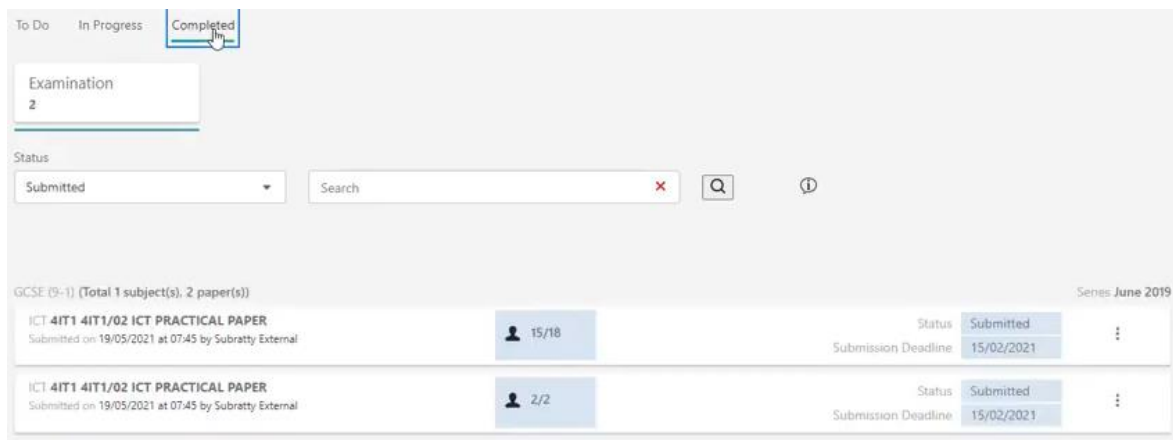 To Do In Progress Completed
Examination
2
Status
Submitted
Search
GCSE (9-1) (Total 1 subject(s), 2 paper(s)) Series June 2019
ICT 4IT1 4IT1/02 ICT PRACTICAL PAPER
Submitted on 19/05/2021 at 07:45 by Subratty External
15/18
Status Submitted
Submission Deadline 15/02/2021
ICT 4IT1 4IT1/02 ICT PRACTICAL PAPER
Submitted on 19/05/2021 at 07:45 by Subratty External
2/2
Status Submitted
Submission Deadline 15/02/2021